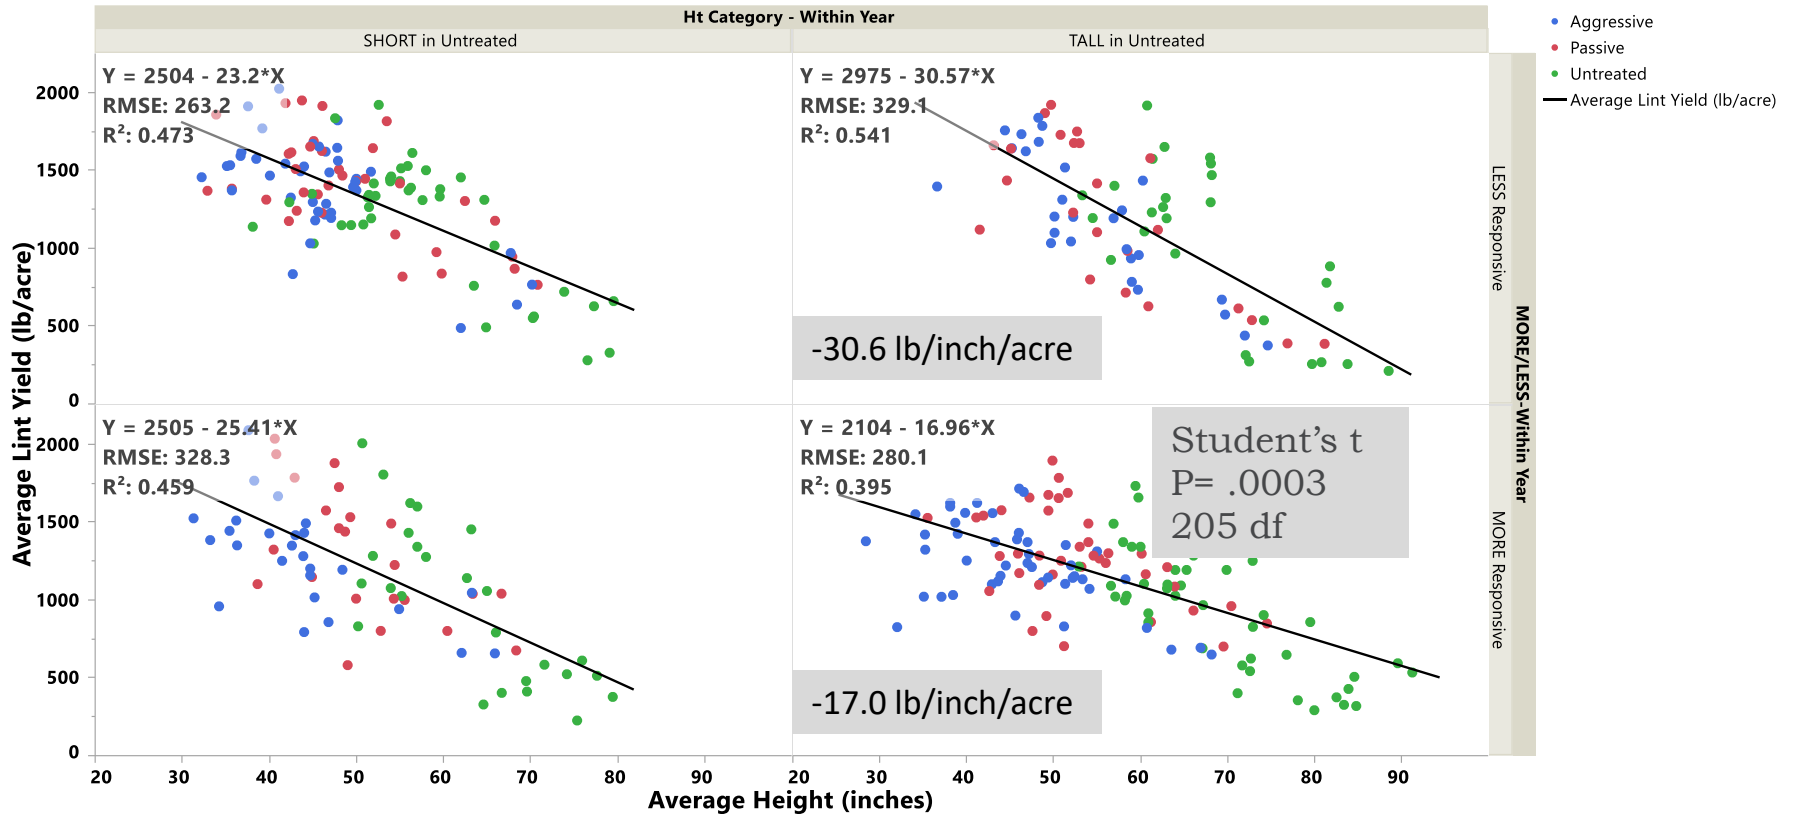 Ht Category - Within Year
SHORT in Untreated
TALL in Untreated
Aggressive
Passive
Untreated
Average Lint Yield (lb/acre)
Y = 2504 - 23.2*X
RMSE: 263.2
R²: 0.473
Y = 2975 - 30.57*X
RMSE: 329.1
R²: 0.541
-30.6 lb/inch/acre
2000
1500
1000
500
0
LESS Responsive
MORE/LESS-Within Year
Average Lint Yield (lb/acre)
Y = 2505 - 25.41*X
RMSE: 328.3
R²: 0.459
Y = 2104 - 16.96*X
RMSE: 280.1
R²: 0.395
Student’s t
P= .0003
205 df
-17.0 lb/inch/acre
2000
1500
1000
500
0
MORE Responsive
20 30 40 50 60 70 80 90 20 30 40 50 60 70 80 90
Average Height (inches)